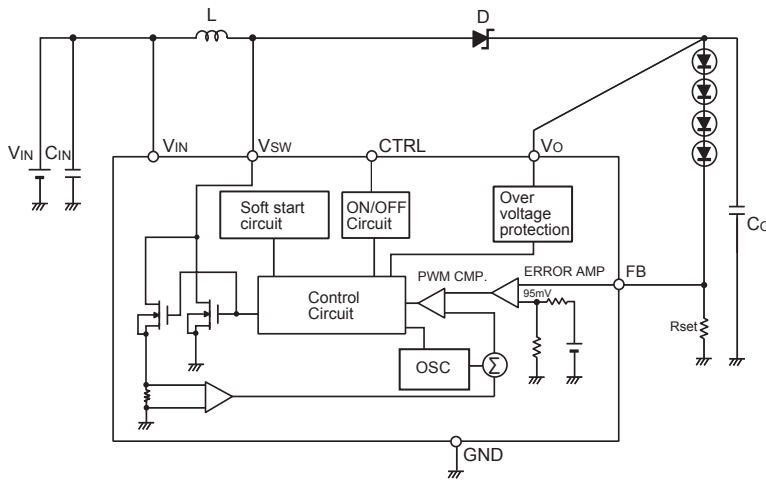 L
D
VIN
CIN
VIN
VSW
CTRL
VO
Soft start
circuit
ON/OFF
Circuit
Over
voltage
protection
CO
PWM CMP.
ERROR AMP
FB
95mV
Control
Circuit
Rset
OSC
Σ
GND